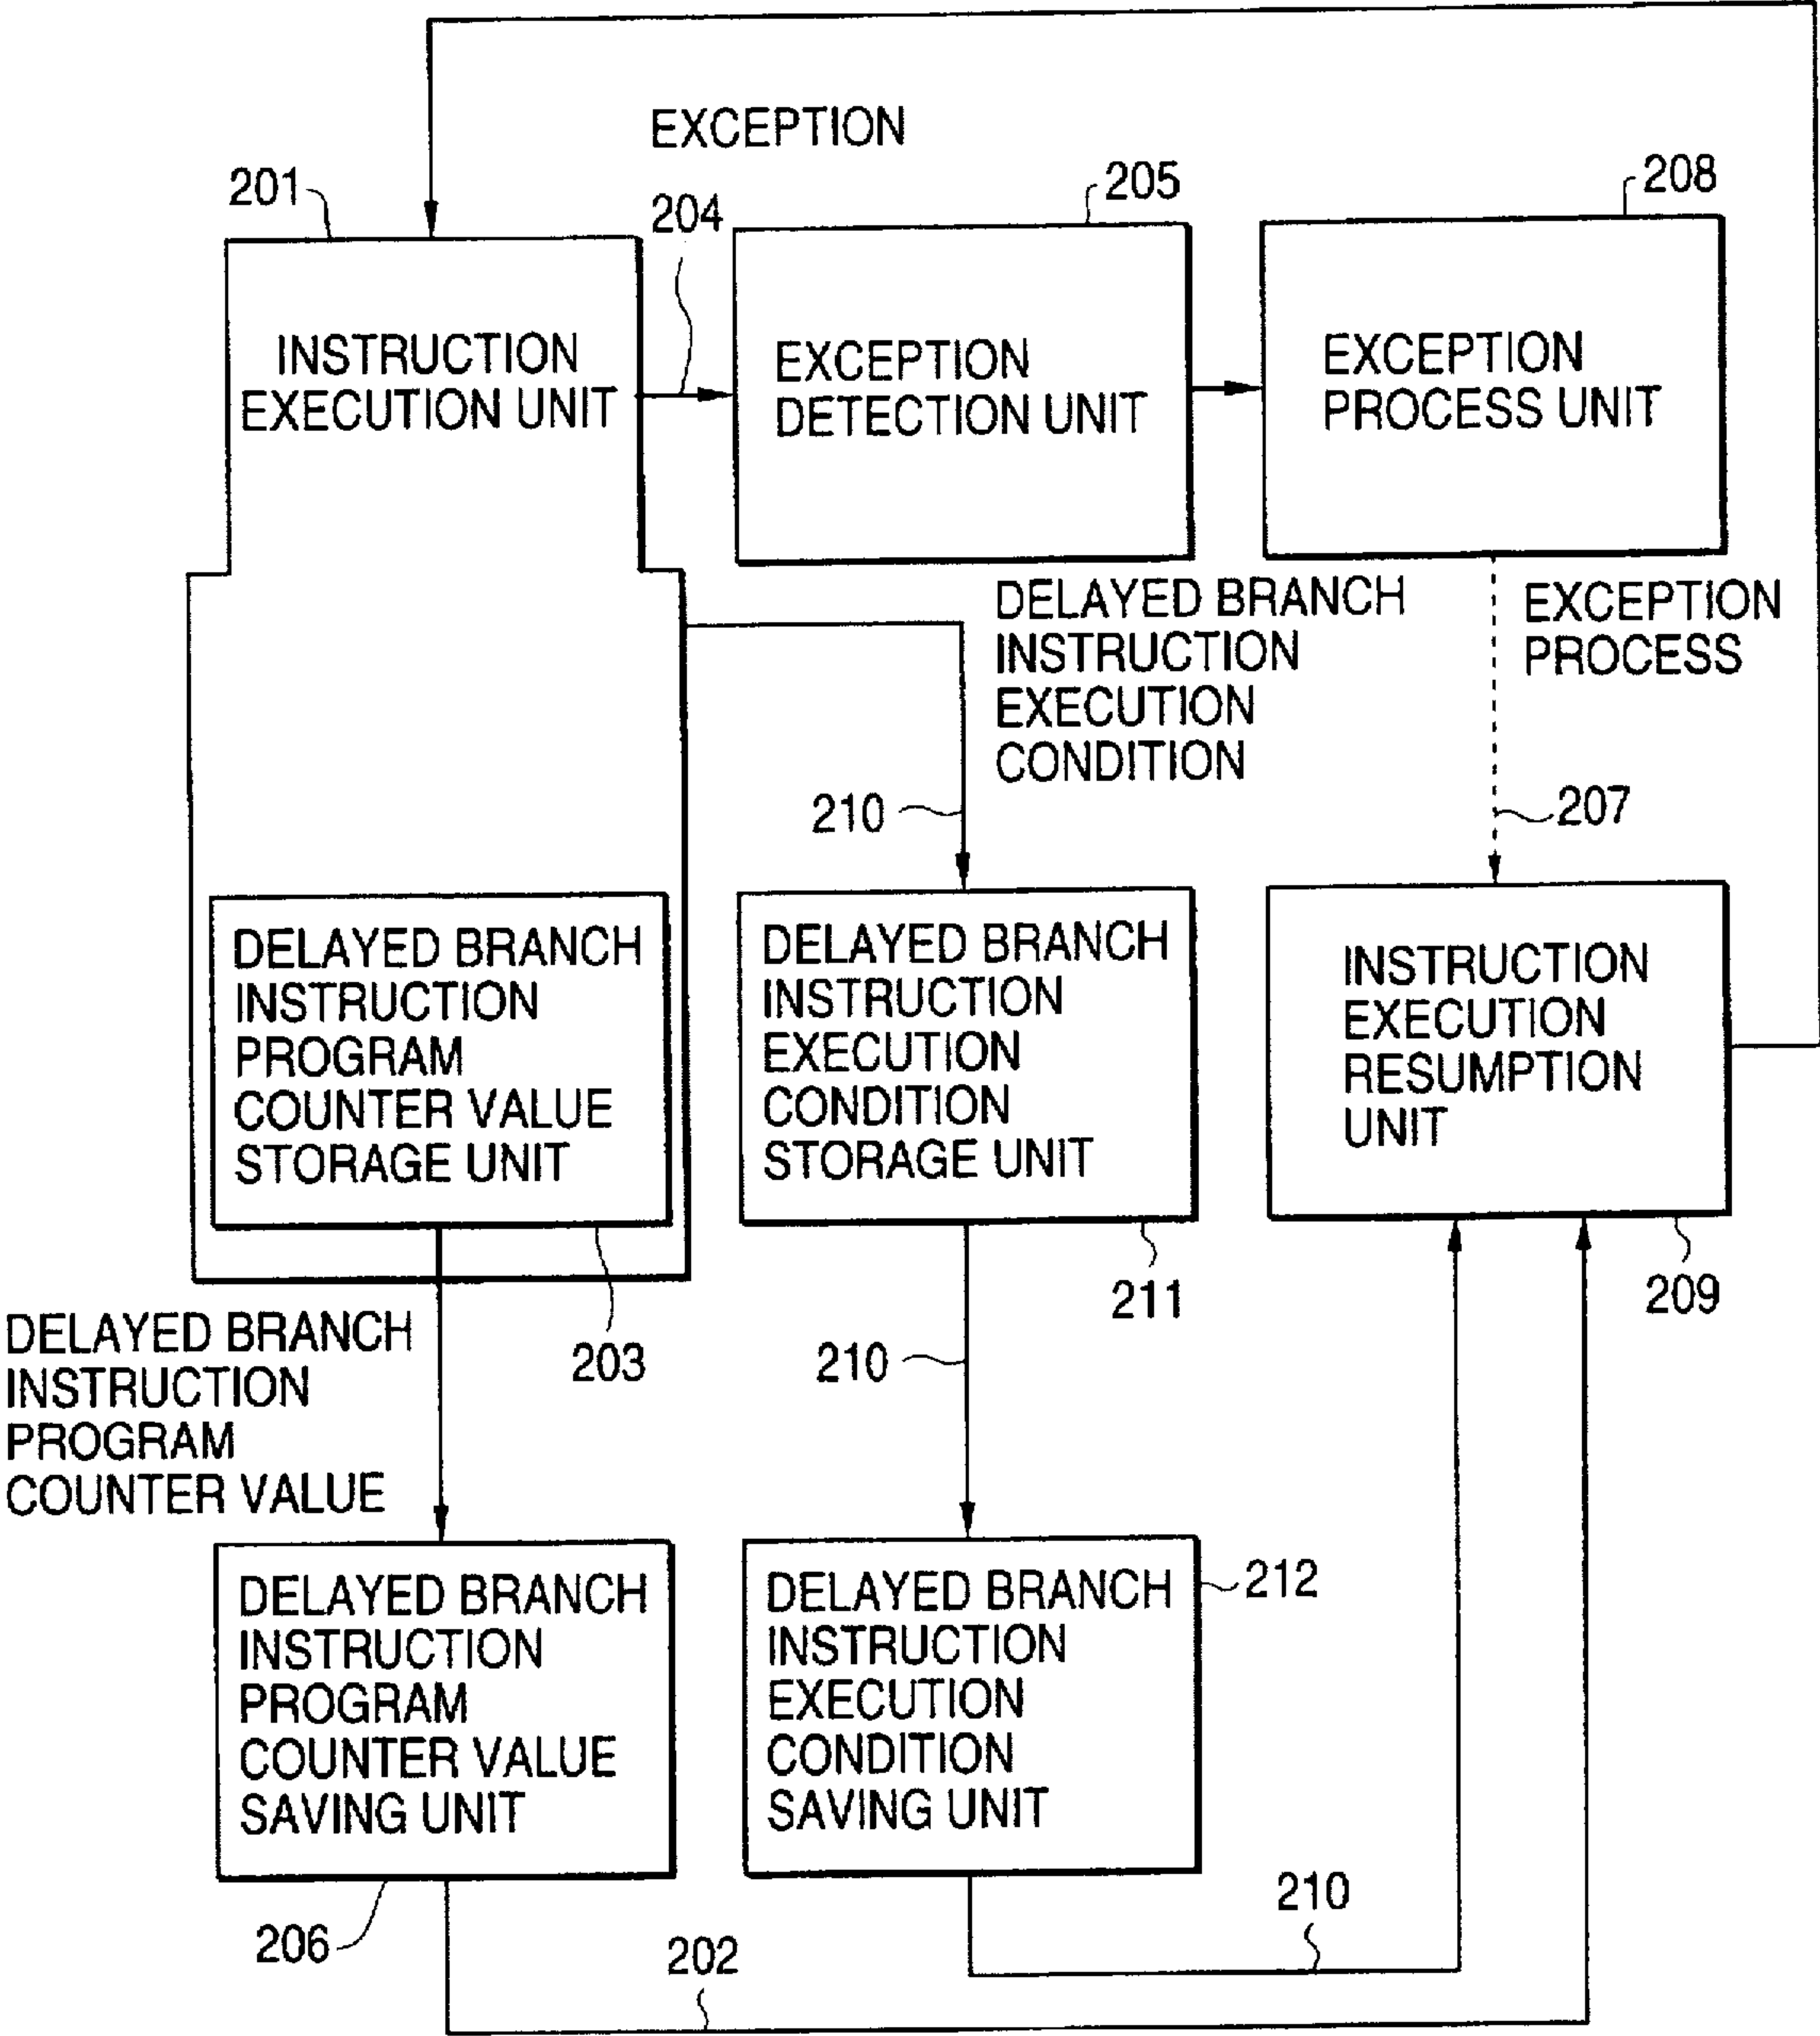 EXCEPTION
201
204
205
208
INSTRUCTION
EXECUTION UNIT
EXCEPTION
DETECTION UNIT
EXCEPTION
PROCESS UNIT
DELAYED BRANCH
INSTRUCTION
EXECUTION
CONDITION
EXCEPTION
PROCESS
210
207
DELAYED BRANCH
INSTRUCTION
PROGRAM
COUNTER VALUE
STORAGE UNIT
DELAYED BRANCH
INSTRUCTION
EXECUTION
CONDITION
STORAGE UNIT
INSTRUCTION
EXECUTION
RESUMPTION
UNIT
203
211
209
DELAYED BRANCH
INSTRUCTION
PROGRAM
COUNTER VALUE
210
DELAYED BRANCH
INSTRUCTION
PROGRAM
COUNTER VALUE
SAVING UNIT
DELAYED BRANCH
INSTRUCTION
EXECUTION
CONDITION
SAVING UNIT
212
206
202
210